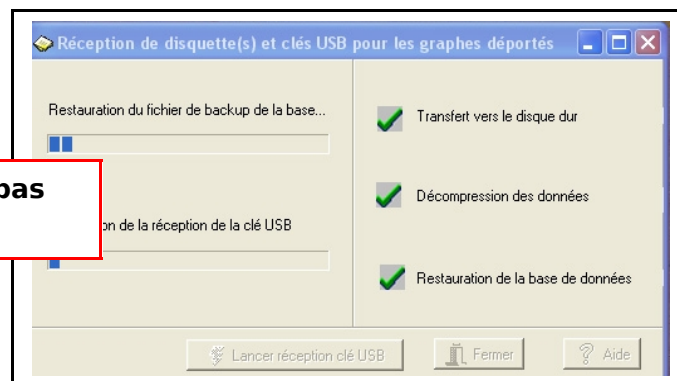 Réception de disquette(s) et clés USB pour les graphes déportés
Restauration du fichier de backup de la base...
Transfert vers le disque dur
bas
Décompression des données
on de la réception de la clé USB
Restauration de la base de données
Lancer réception clé USB
Fermer
Aide